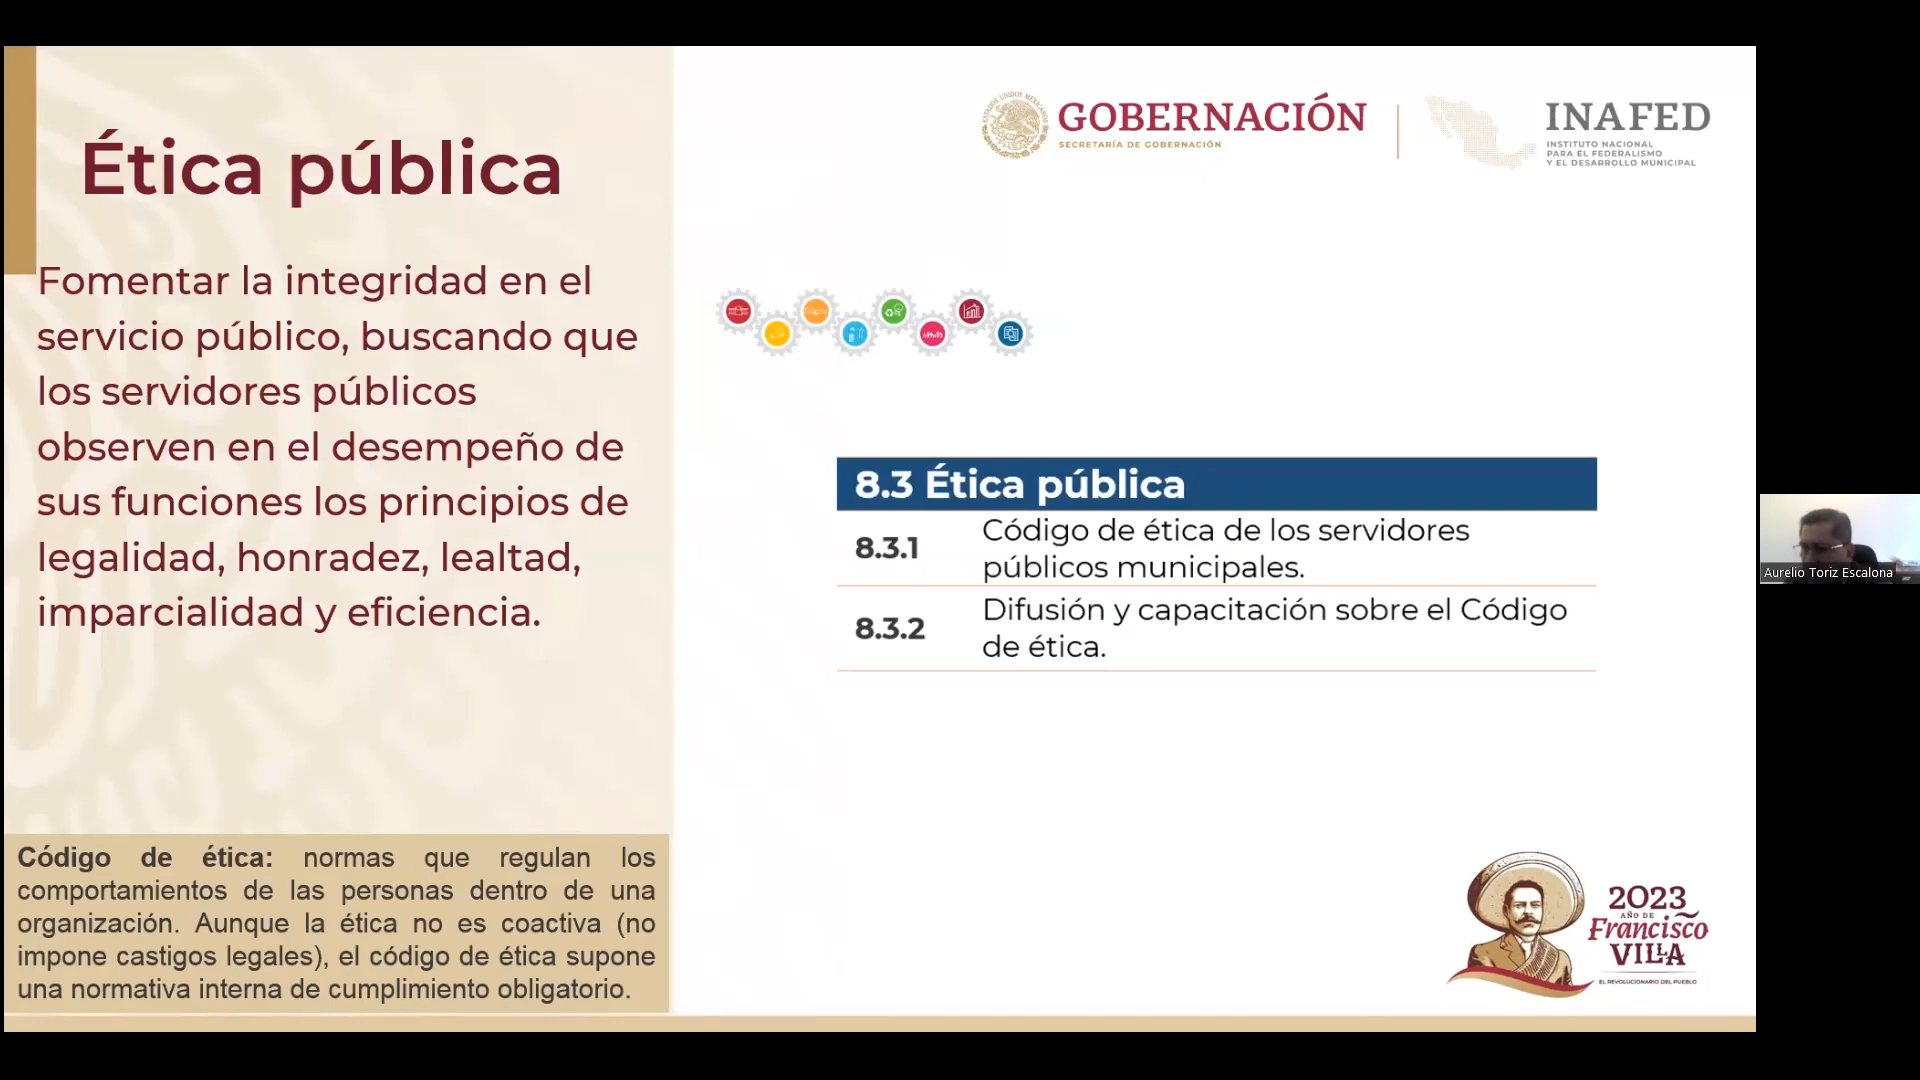 Ética pública
Fomentar la integridad en el
servicio público, buscando que
los servidores públicos
observen en el desempeño de
sus funciones los principios de
legalidad, honradez, lealtad,
imparcialidad y eficiencia.
Código de ética: normas que regulan los
comportamientos de las personas dentro de una
organización. Aunque la ética no es coactiva (no
impone castigos legales), el código de ética supone
una normativa interna de cumplimiento obligatorio.
ESTADOS UNIDOS MEXICANOS
GOBERNACIÓN
SECRETARÍA DE GOBERNACIÓN
INAFED
INSTITUTO NACIONAL
PARA EL FEDERALISMO
Y EL DESARROLLO MUNICIPAL
8.3 Ética pública
8.3.1 Código de ética de los servidores
públicos municipales.
8.3.2 Difusión y capacitación sobre el Código
de ética.
2023
AÑO DE
Francisco
VILLA
EL REVOLUCIONARIO DEL PUEBLO
Aurelio Toriz Escalona